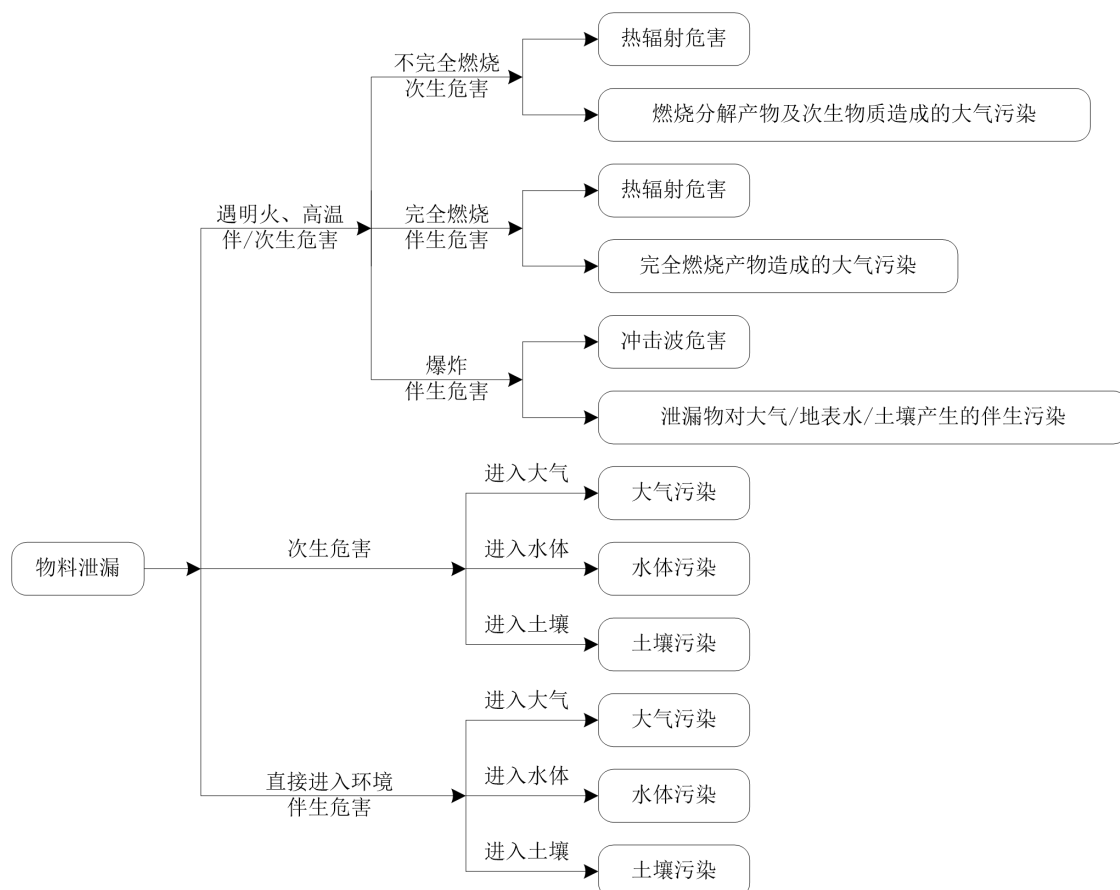 不完全燃烧
次生危害
热辐射危害
燃烧分解产物及次生物质造成的大气污染
遇明火、高温
伴/次生危害
完全燃烧
伴生危害
热辐射危害
完全燃烧产物造成的大气污染
爆炸
伴生危害
冲击波危害
泄漏物对大气/地表水/土壤产生的伴生污染
物料泄漏
次生危害
进入大气
大气污染
进入水体
水体污染
进入土壤
土壤污染
直接进入环境
伴生危害
进入大气
大气污染
进入水体
水体污染
进入土壤
土壤污染